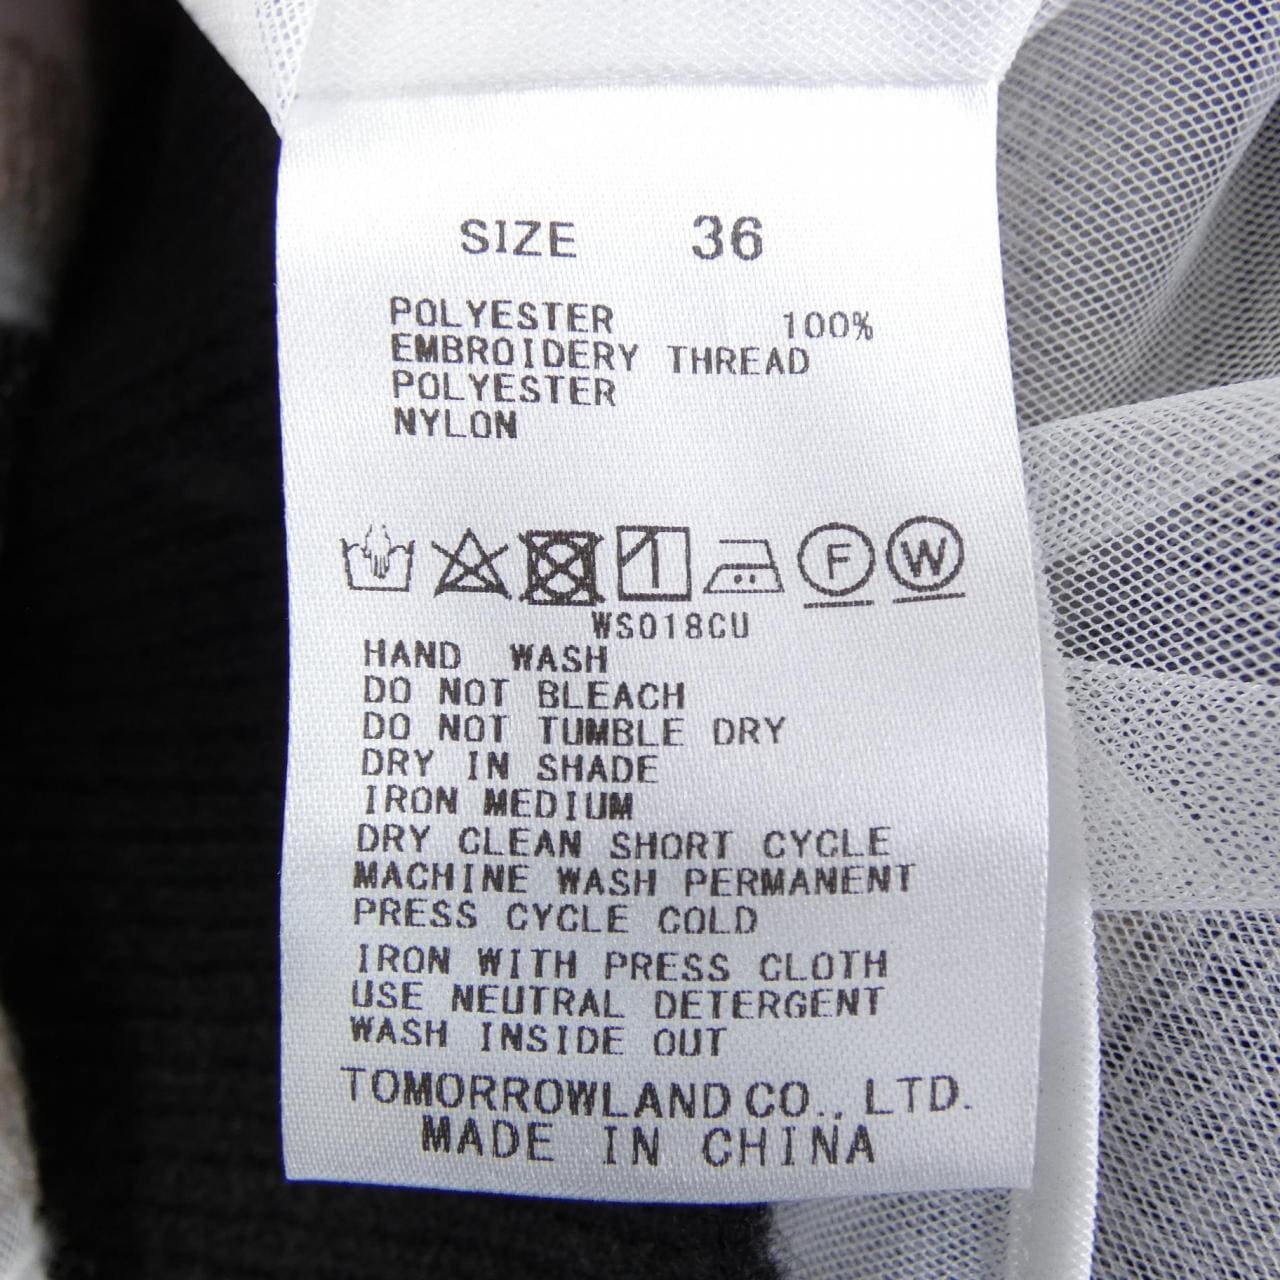 SIZE 36
POLYESTER 100%
EMBROIDERY THREAD
POLYESTER
NYLON
F W
WS018CU
HAND WASH
DO NOT BLEACH
DO NOT TUMBLE DRY
DRY IN SHADE
IRON MEDIUM
DRY CLEAN SHORT CYCLE
MACHINE WASH PERMANENT
PRESS CYCLE COLD
IRON WITH PRESS CLOTH
USE NEUTRAL DETERGENT
WASH INSIDE OUT
TOMORROWLAND CO., LTD.
MADE IN CHINA